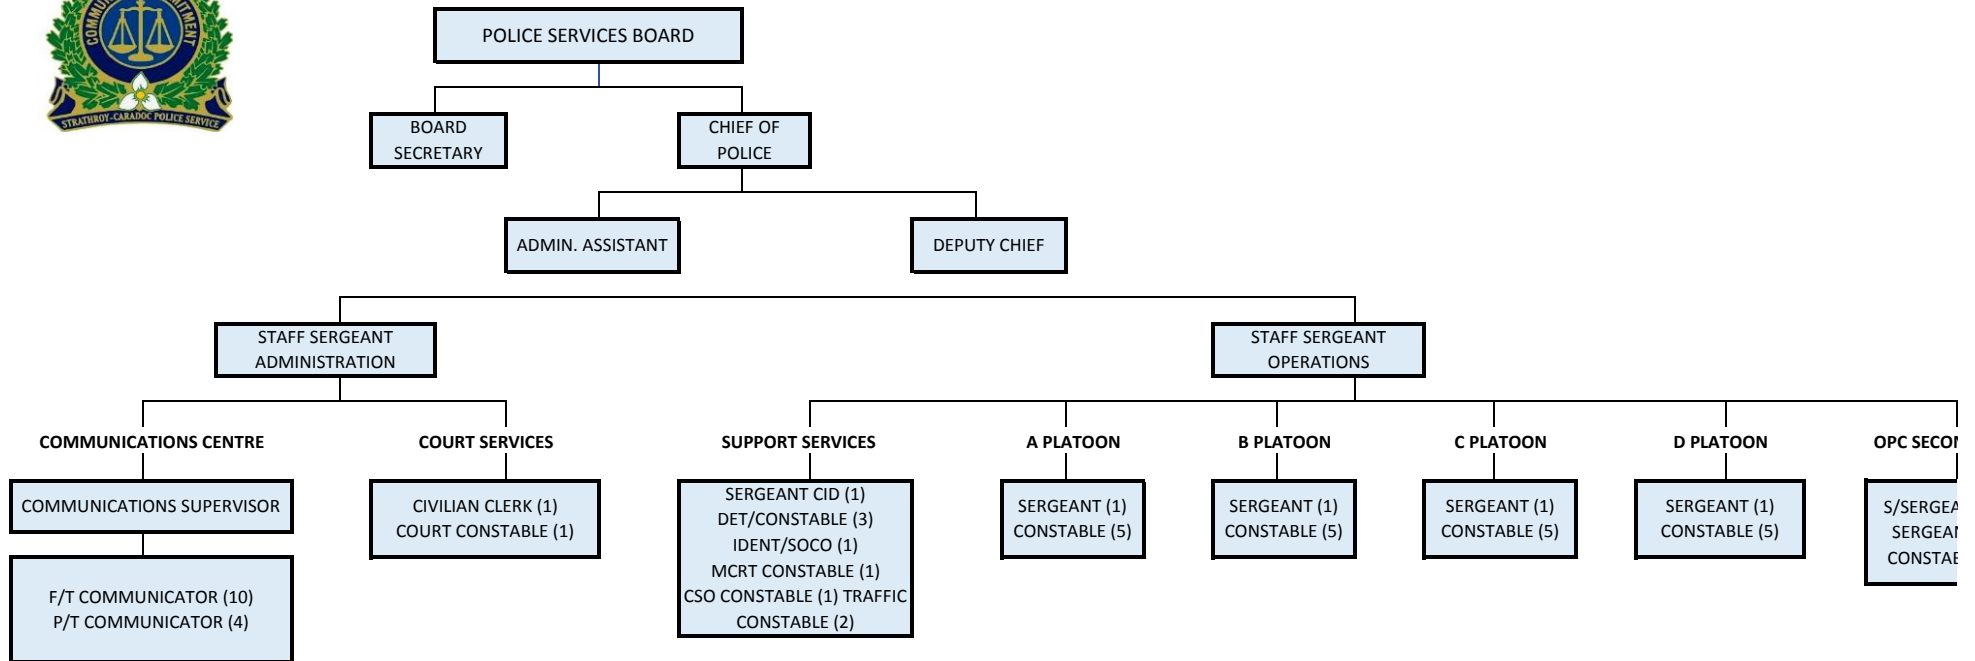 COMMITMENT
STRATHROY-CARADOC POLICE SERVICE
POLICE SERVICES BOARD
BOARD
SECRETARY
CHIEF OF
POLICE
ADMIN. ASSISTANT
DEPUTY CHIEF
STAFF SERGEANT
ADMINISTRATION
STAFF SERGEANT
OPERATIONS
COMMUNICATIONS CENTRE
COURT SERVICES
SUPPORT SERVICES
A PLATOON
B PLATOON
C PLATOON
D PLATOON
OPC
COMMUNICATIONS SUPERVISOR
F/T COMMUNICATOR (10)
P/T COMMUNICATOR (4)
CIVILIAN CLERK (1)
COURT CONSTABLE (1)
SERGEANT CID (1)
DET/CONSTABLE (3)
IDENT/SOCO (1)
MCRT CONSTABLE (1)
CSO CONSTABLE (1) TRAFFIC
CONSTABLE (2)
SERGEANT (1)
CONSTABLE (5)
SERGEANT (1)
CONSTABLE (5)
SERGEANT (1)
CONSTABLE (5)
SERGEANT (1)
CONSTABLE (5)